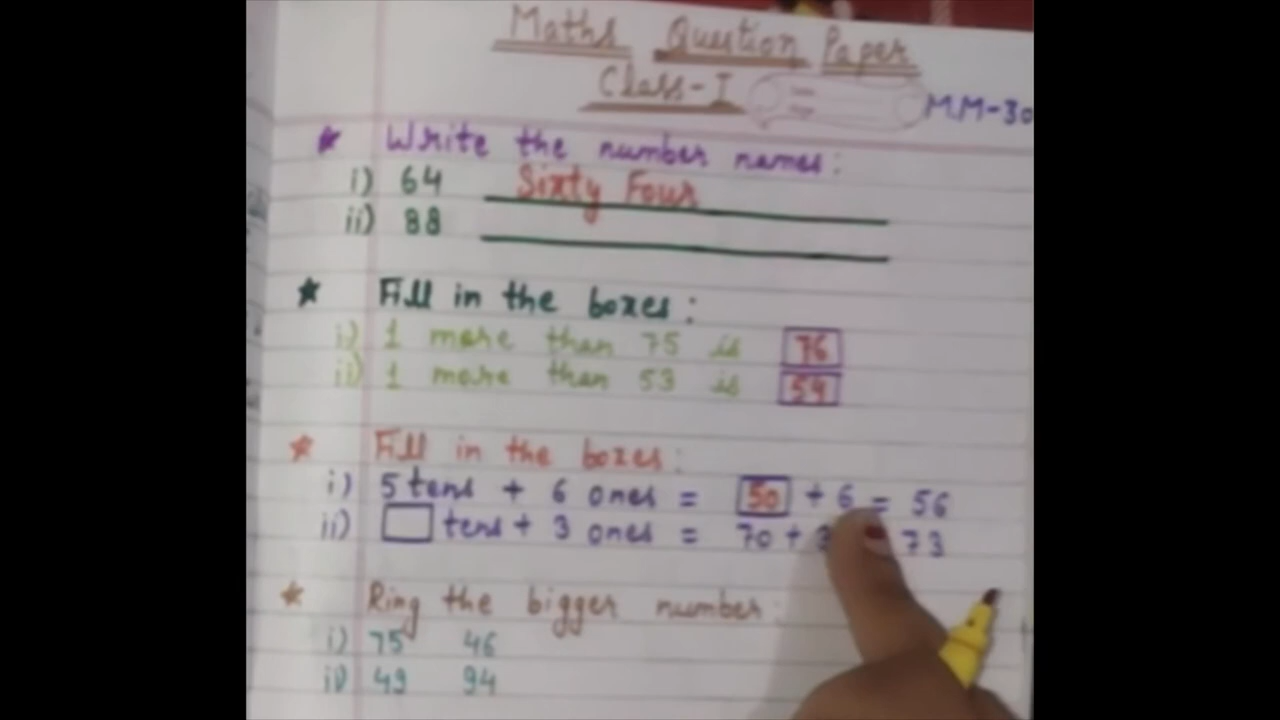 Maths Question Paper
Class-I
M.M-30
Write the number names:
i) 64 Sixty Four
ii) 88
Fill in the boxes:
i) 1 more than 75 is 76
ii) 1 more than 53 is 54
Fill in the boxes:
i) 5 tens + 6 ones = 50 + 6 = 56
ii) tens + 3 ones = 70 + 3 73
Ring the bigger number:
i) 75 46
ii) 49 94